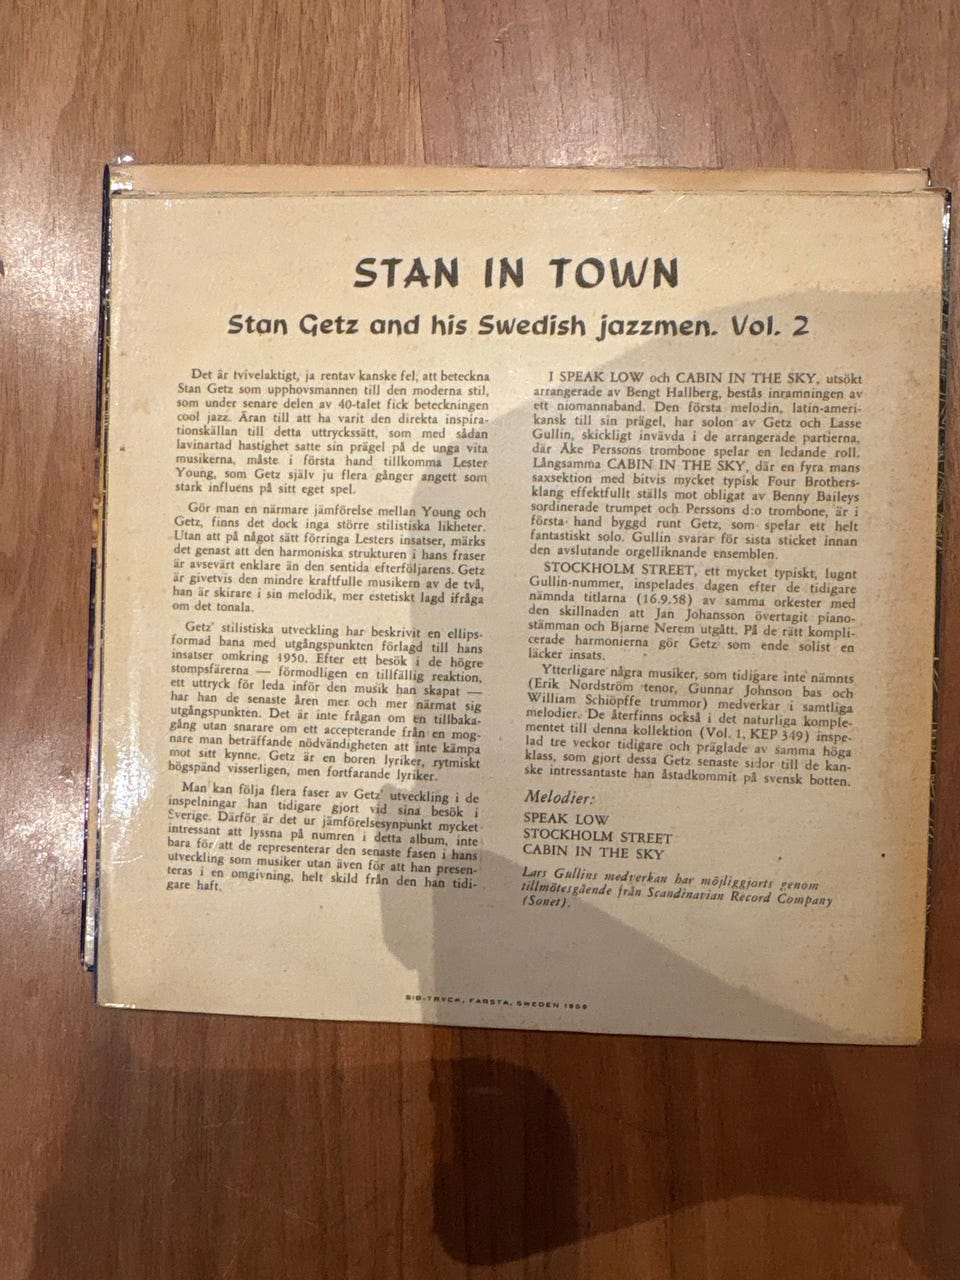 STAN IN TOWN
Stan Getz and his Swedish jazzmen. Vol. 2
Det är tvivelaktigt, ja rentav kanske fel, att beteckna
Stan Getz som upphovsmannen till den moderna stil,
som under senare delen av 40-talet fick beteckningen
cool jazz. Äran till att ha varit den direkta inspira-
tionskällan till detta uttryckssätt, som med sådan
lavinartad hastighet satte sin prägel på de unga vita
musikerna, måste i första hand tillkomma Lester
Young, som Getz själv ju flera gånger angett som
stark influens på sitt eget spel.
Gör man en närmare jämförelse mellan Young och
Getz, finns det dock inga större stilistiska likheter.
Utan att på något sätt förringa Lesters insatser, märks
det genast att den harmoniska strukturen i hans fraser
är avsevärt enklare än den sentida efterföljarens. Getz
är givetvis den mindre kraftfulle musikern av de två,
han är skirare i sin melodik, mer estetiskt lagd ifråga
om det tonala.
Getz' stilistiska utveckling har beskrivit en ellips-
formad bana med utgångspunkten förlagd till hans
insatser omkring 1950. Efter ett besök i de högre
stompsfärerna — förmodligen en tillfällig reaktion,
ett uttryck för leda inför den musik han skapat —
har han de senaste åren mer och mer närmat sig
utgångspunkten. Det är inte frågan om en tillbaka-
gång utan snarare om ett accepterande från en mog-
nare man beträffande nödvändigheten att inte kämpa
mot sitt kynne. Getz är en boren lyriker, rytmiskt
högspänd visserligen, men fortfarande lyriker.
Man kan följa flera faser av Getz' utveckling i de
inspelningar han tidigare gjort vid sina besök i
Sverige. Därför är det ur jämförelsesynpunkt mycket
intressant att lyssna på numren i detta album, inte
bara för att de representerar den senaste fasen i hans
utveckling som musiker utan även för att han presen-
teras i en omgivning, helt skild från den han tidi-
gare haft.
I SPEAK LOW och CABIN IN THE SKY, utsökt
arrangerade av Bengt Hallberg, bestås inramningen av
ett niomannaband. Den första melodin, latin-ameri-
kansk till sin prägel, har solon av Getz och Lasse
Gullin, skickligt invävda i de arrangerade partierna,
där Åke Perssons trombone spelar en ledande roll.
Långsamma CABIN IN THE SKY, där en fyra mans
saxsektion med bitvis mycket typisk Four Brothers-
klang effektfullt ställs mot obligat av Benny Baileys
sordinerade trumpet och Perssons d:o trombone, är i
första hand byggd runt Getz, som spelar ett helt
fantastiskt solo. Gullin svarar för sista sticket innan
den avslutande orgelliknande ensemblen.
STOCKHOLM STREET, ett mycket typiskt, lugnt
Gullin-nummer, inspelades dagen efter de tidigare
nämnda titlarna (16.9.58) av samma orkester med
den skillnaden att Jan Johansson övertagit piano-
stämman och Bjarne Nerem utgått. På de rätt kompli-
cerade harmonierna gör Getz som ende solist en
läcker insats.
Ytterligare några musiker, som tidigare inte nämnts
(Erik Nordström tenor, Gunnar Johnson bas och
William Schiöpffe trummor) medverkar i samtliga
melodier. De återfinns också i det naturliga komple-
mentet till denna kollektion (Vol. 1, KEP 349) inspe-
lad tre veckor tidigare och präglade av samma höga
klass, som gjort dessa Getz senaste sidor till de kan-
ske intressantaste han åstadkommit på svensk botten.
Melodier:
SPEAK LOW
STOCKHOLM STREET
CABIN IN THE SKY
Lars Gullins medverkan har möjliggjorts genom
tillmötesgående från Scandinavian Record Company
(Sonet).
SIB-TRYCK, FARSTA, SWEDEN 1959